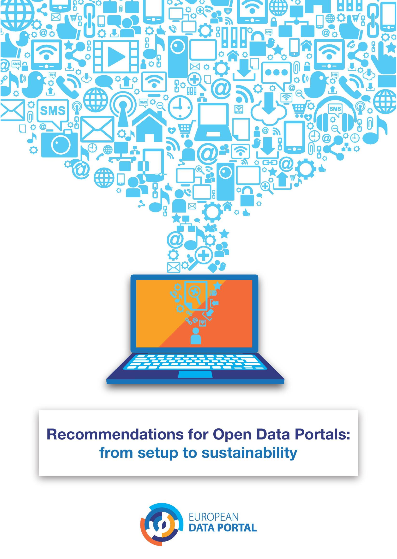 SMS
SMS
Recommendations for Open Data Portals:
from setup to sustainability
EUROPEAN
DATA PORTAL